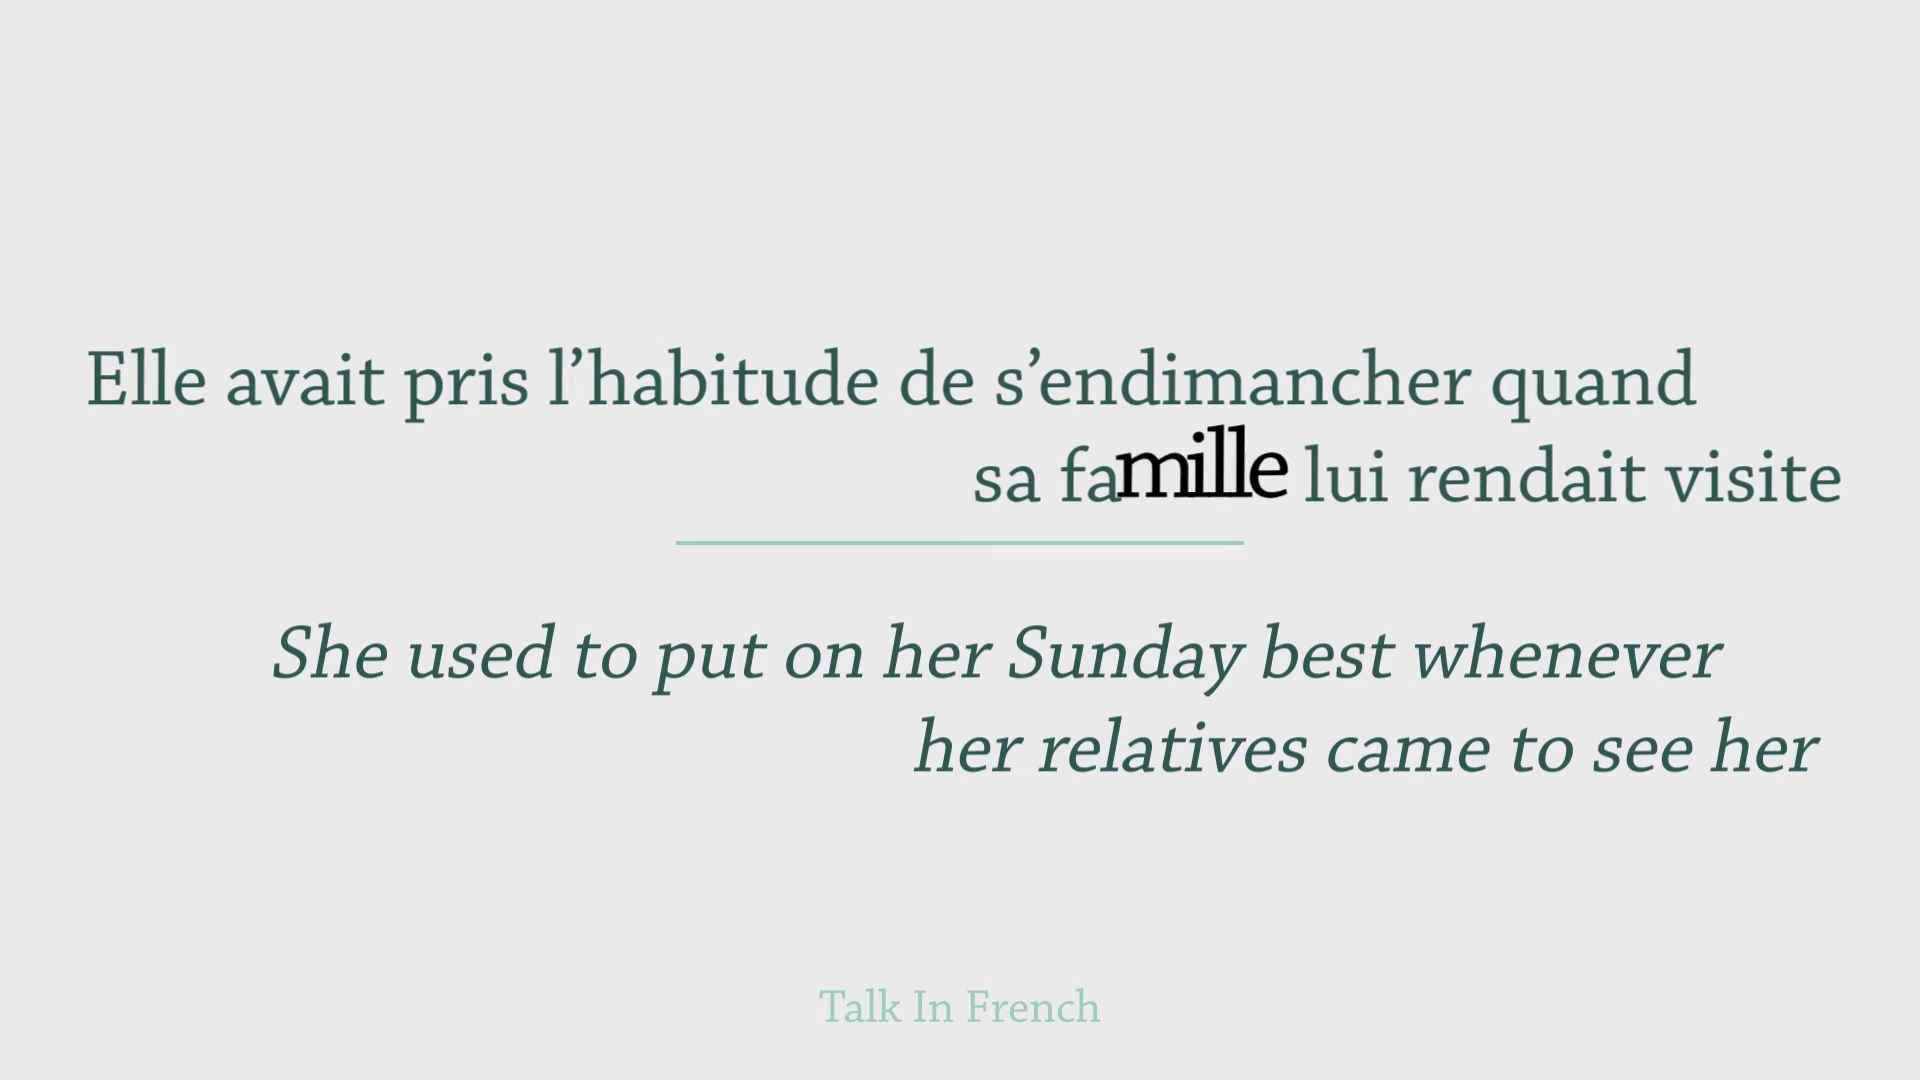 Elle avait pris l’habitude de s’endimancher quand
sa famille lui rendait visite
She used to put on her Sunday best whenever
her relatives came to see her
Talk In French